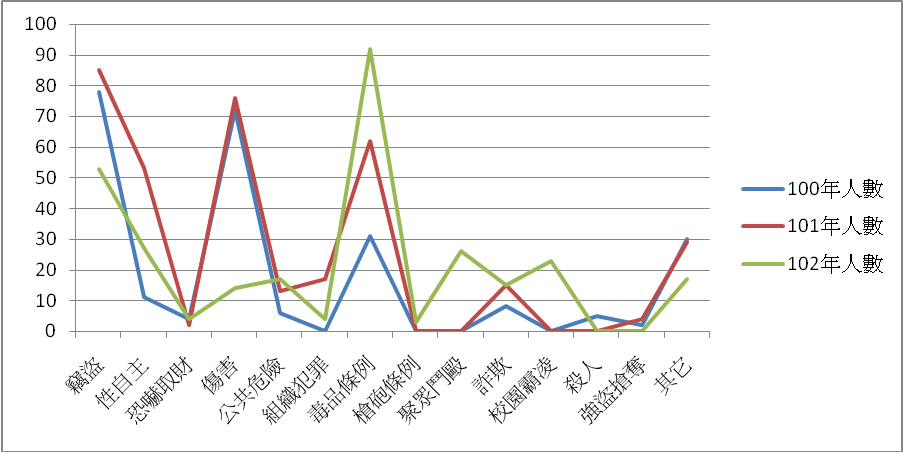 100
90
80
70
60
50
40
30
20
10
0
竊盜
性自主
恐嚇取財
傷害
公共危險
組織犯罪
毒品條例
槍砲條例
聚眾鬥毆
詐欺
校園霸凌
殺人
強盜搶奪
其它
100年人數
101年人數
102年人數